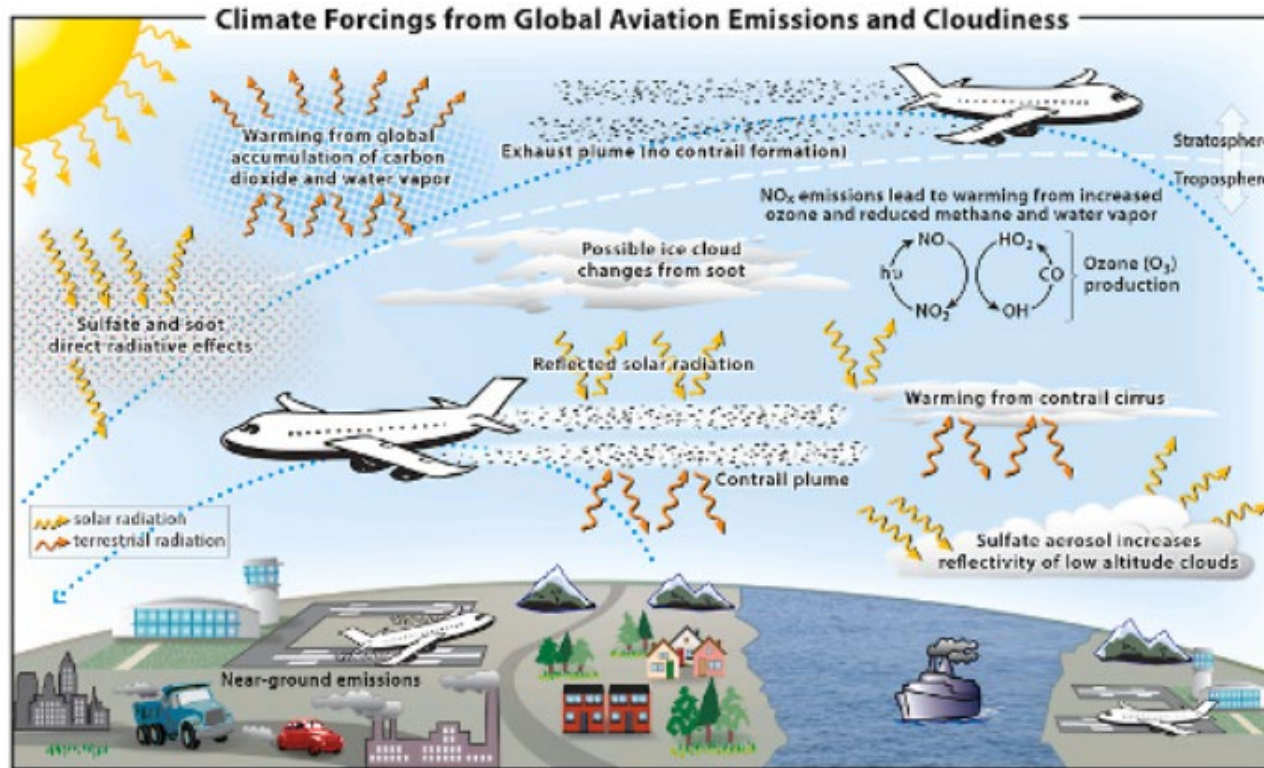 Climate Forcings from Global Aviation Emissions and Cloudiness
Warming from global
accumulation of carbon
dioxide and water vapor
Exhaust plume (no contrail formation)
Stratosphere
Troposphere
NOx emissions lead to warming from increased
ozone and reduced methane and water vapor
NO
HO2
hυ
CO
NO2
OH
Ozone (O3)
production
Possible ice cloud
changes from soot
Sulfate and soot
direct radiative effects
Reflected solar radiation
Warming from contrail cirrus
Contrail plume
solar radiation
terrestrial radiation
Sulfate aerosol increases
reflectivity of low altitude clouds
Near-ground emissions